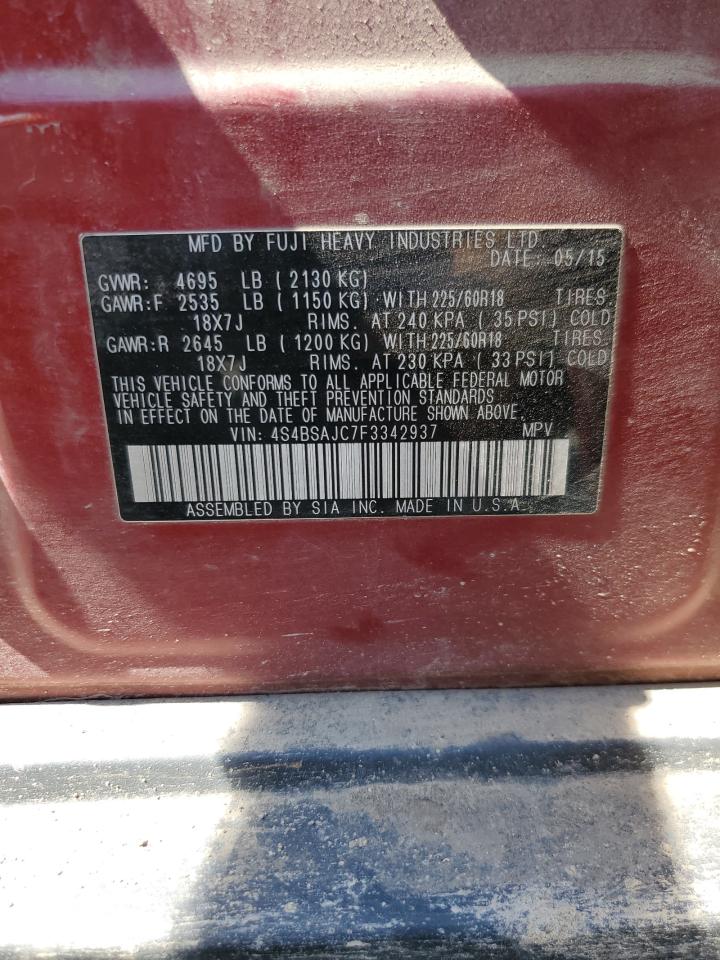 MFD BY FUJI HEAVY INDUSTRIES LTD.
DATE: 05/15
GVWR: 4695 LB ( 2130 KG)
GAWR:F 2535 LB ( 1150 KG) WITH 225/60R18 TIRES.
18X7J RIMS. AT 240 KPA ( 35 PSI) COLD
GAWR:R 2645 LB ( 1200 KG) WITH 225/60R18 TIRES.
18X7J RIMS. AT 230 KPA ( 33 PSI) COLD
THIS VEHICLE CONFORMS TO ALL APPLICABLE FEDERAL MOTOR
VEHICLE SAFETY AND THEFT PREVENTION STANDARDS
IN EFFECT ON THE DATE OF MANUFACTURE SHOWN ABOVE.
VIN: 4S4BSAJC7F3342937 MPV
ASSEMBLED BY SIA INC. MADE IN U.S.A.